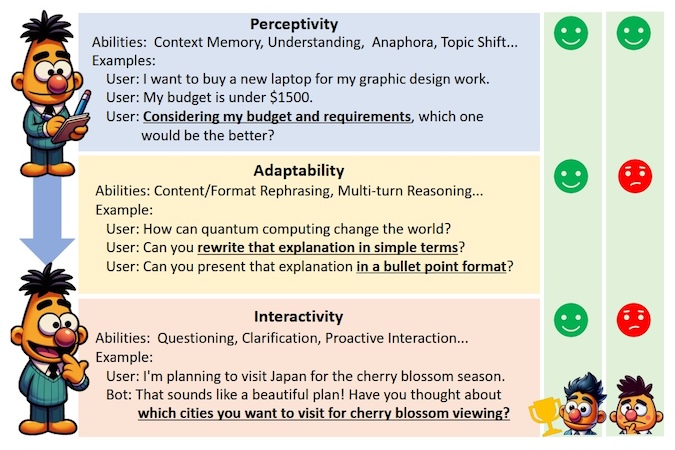 Perceptivity
Abilities: Context Memory, Understanding, Anaphora, Topic Shift...
Examples:
User: I want to buy a new laptop for my graphic design work.
User: My budget is under $1500.
User: Considering my budget and requirements, which one
would be the better?
Adaptability
Abilities: Content/Format Rephrasing, Multi-turn Reasoning...
Example:
User: How can quantum computing change the world?
User: Can you rewrite that explanation in simple terms?
User: Can you present that explanation in a bullet point format?
Interactivity
Abilities: Questioning, Clarification, Proactive Interaction...
Example:
User: I'm planning to visit Japan for the cherry blossom season.
Bot: That sounds like a beautiful plan! Have you thought about
which cities you want to visit for cherry blossom viewing?